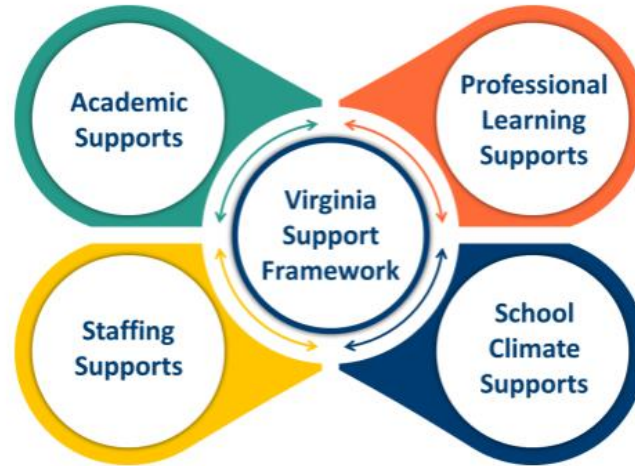 Academic
Supports
Professional
Learning
Supports
Virginia
Support
Framework
Staffing
Supports
School
Climate
Supports